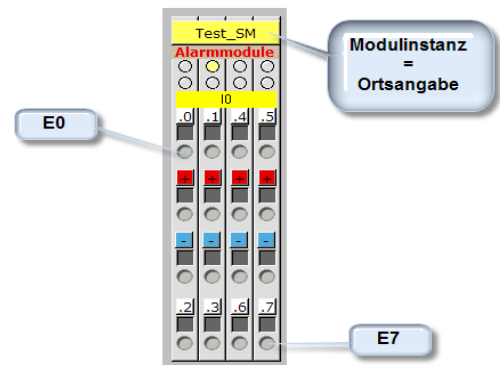 Test_SM
Alarmmodule
I0
.0 .1 .4 .5
+ + + +
- - - -
.2 .3 .6 .7
Modulinstanz
=
Ortsangabe
E0
E7